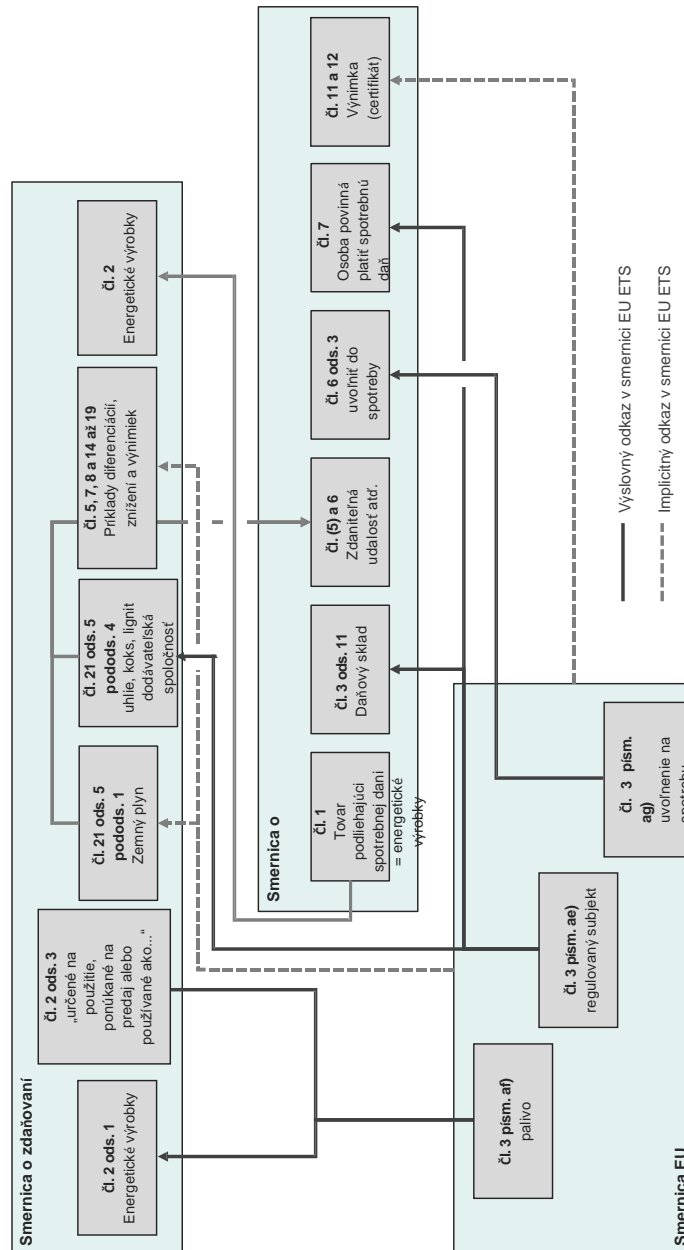 Smernica o zdaňovaní
čl. 2 ods. 1
Energetické výrobky
čl. 2 ods. 3
„určené na
použitie,
ponúkané na
predaj alebo
používané ako...“
čl. 21 ods. 5
podods. 1
Zemný plyn
čl. 21 ods. 5
podods. 4
uhlie, koks, lignit
dodávateľská
spoločnosť
čl. 5, 7, 8 a 14 až 19
Príklady diferenciácií,
znížení a výnimiek
čl. 2
Energetické výrobky
Smernica o
čl. 1
Tovar
podliehajúci
spotrebnej dani
= energetické
výrobky
čl. 3 ods. 11
Daňový sklad
čl. (5) a 6
Zdaniteľná
udalosť atď.
čl. 6 ods. 3
uvoľniť do
spotreby
čl. 7
Osoba povinná
platiť spotrebnú
daň
čl. 11 a 12
Výnimka
(certifikát)
Smernica EU
čl. 3 písm. af)
palivo
čl. 3 písm. ae)
regulovaný subjekt
čl. 3 písm.
ag)
uvoľnenie na
spotrebu
Výslovný odkaz v smernici EU ETS
Implicitný odkaz v smernici EU ETS